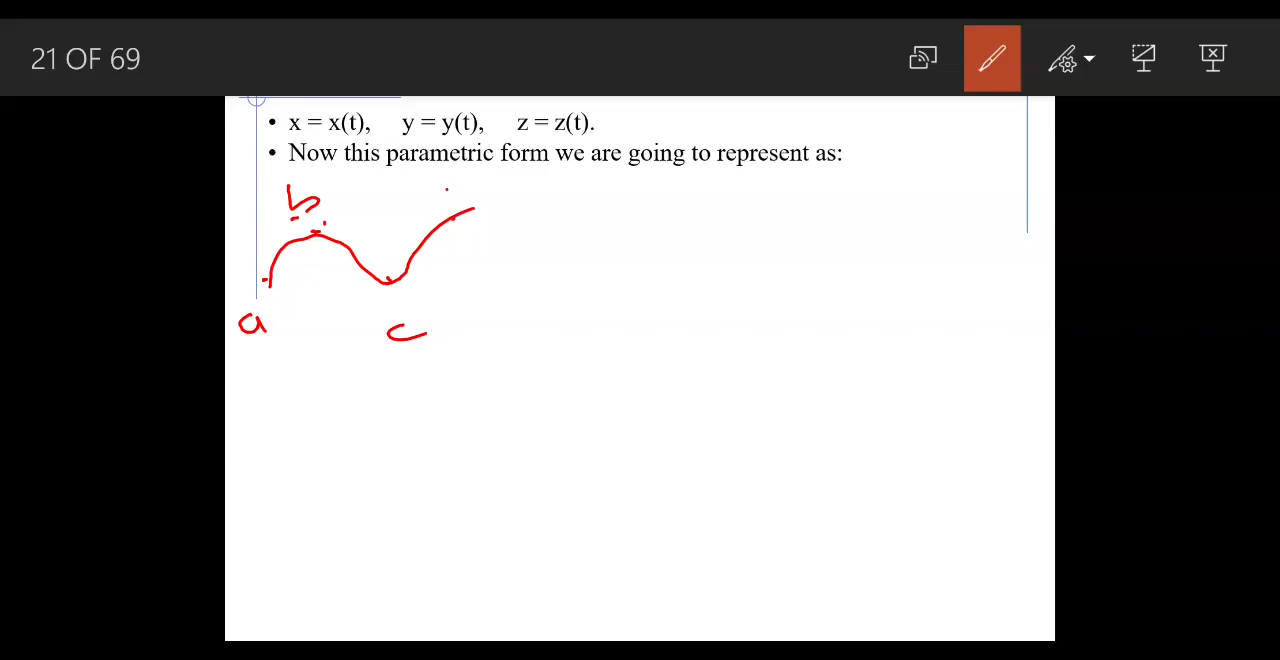 21 OF 69
• x = x(t), y = y(t), z = z(t).
• Now this parametric form we are going to represent as:
b
a
c